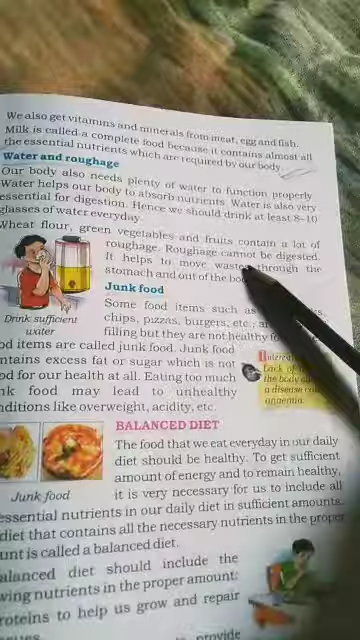 We also get vitamins and minerals from meat, egg and fish.
Milk is called a complete food because it contains almost all
the essential nutrients which are required by our body.
Water and roughage
Our body also needs plenty of water to function properly
Water helps our body to absorb nutrients. Water is also very
essential for digestion. Hence we should drink at least 8-10
glasses of water everyday.
Wheat flour, green vegetables and fruits contain a lot of
roughage. Roughage cannot be digested.
It helps to move wastes through the
stomach and out of the
Drink sufficient
water
Junk food
Some food items such as
chips, pizzas, burgers, etc.,
filling but they are not healthy
od items are called junk food. Junk food
ntains excess fat or sugar which is not
od for our health at all. Eating too much
nk food may lead to unhealthy
nditions like overweight, acidity, etc.
Lack of
the body
a disease
anaemia.
Junk food
BALANCED DIET
The food that we eat everyday in our daily
diet should be healthy. To get sufficient
amount of energy and to remain healthy,
it is very necessary for us to include all
essential nutrients in our daily diet in sufficient amounts.
diet that contains all the necessary nutrients in the proper
unt is called a balanced diet.
alanced diet should include the
wing nutrients in the proper amount:
roteins to help us grow and repair
provide